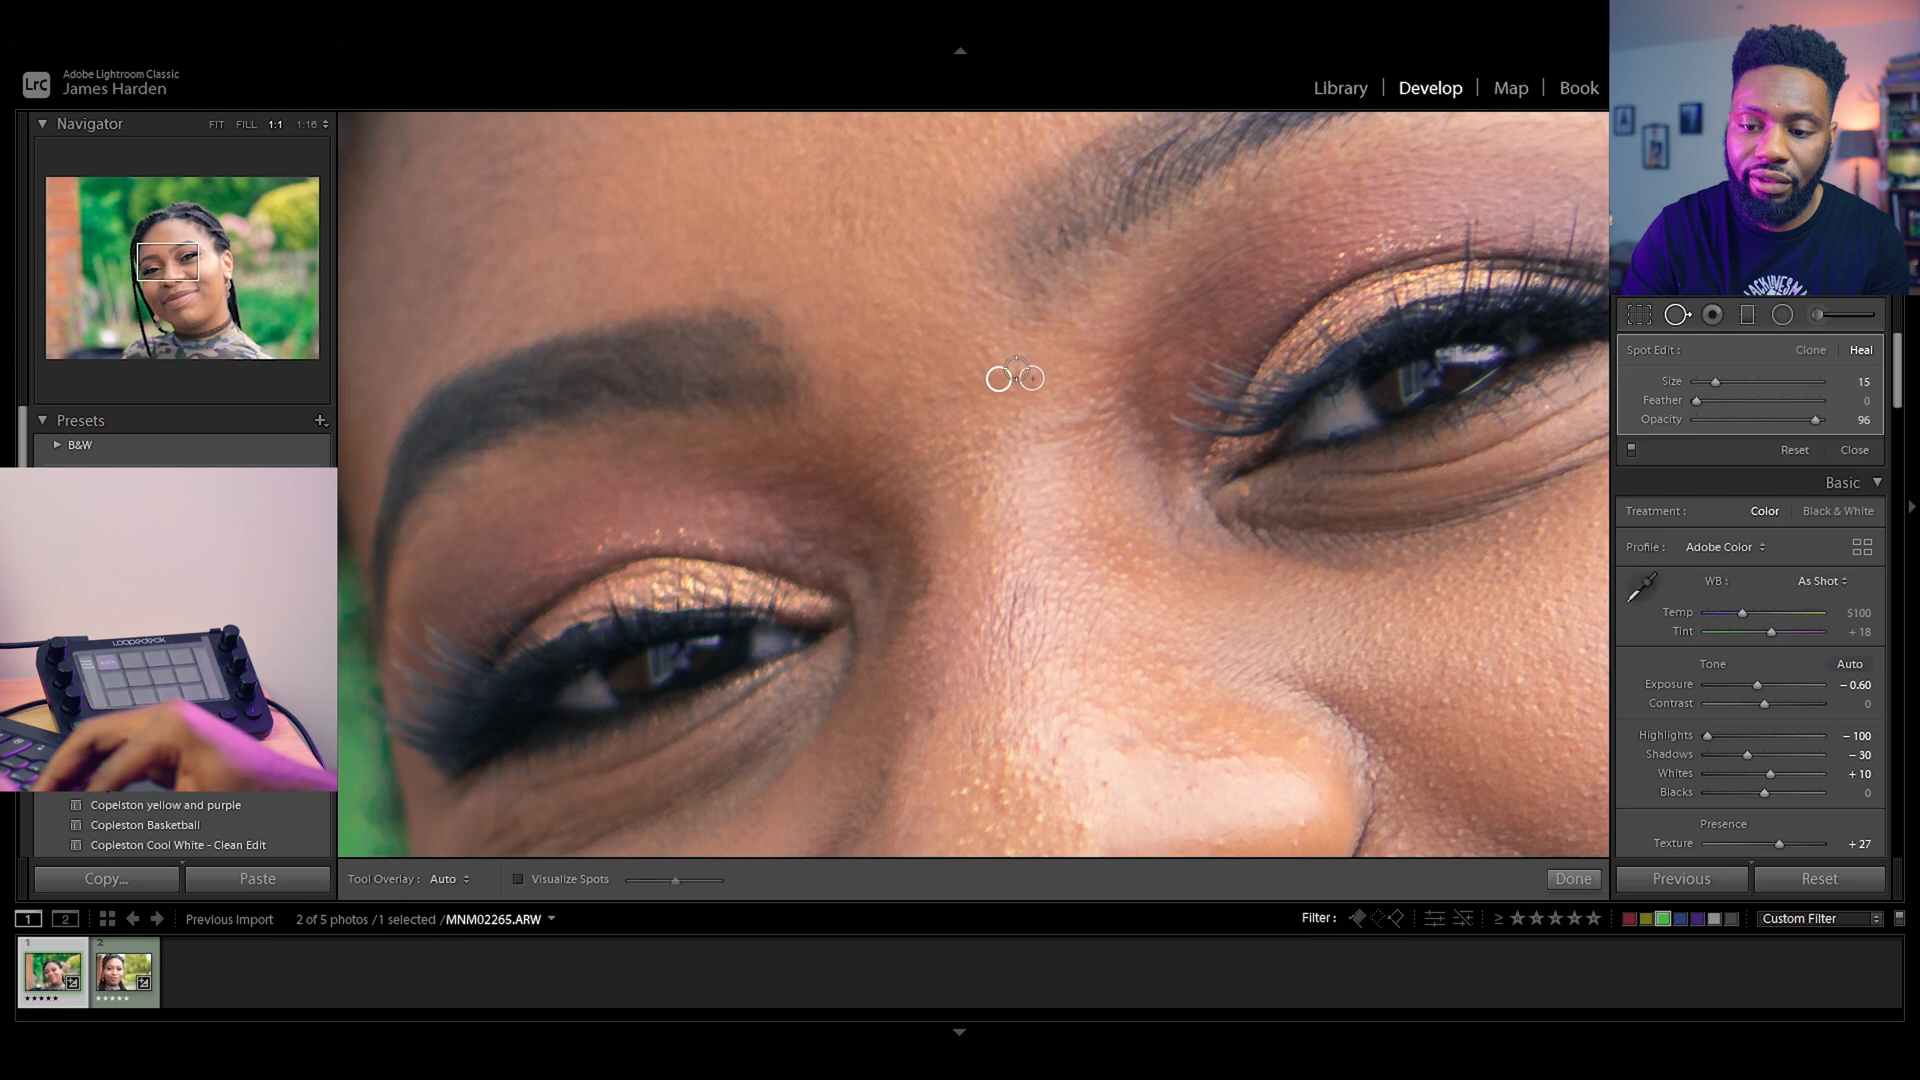 Adobe Lightroom Classic
LrC
James Harden
Library | Develop | Map | Book
Navigator FIT FILL 1:1 1:16
Presets
B&W
Copelston yellow and purple
Copleston Basketball
Copleston Cool White - Clean Edit
Copy... Paste
loupedeck
Tool Overlay: Auto Visualize Spots Done
Spot Edit: Clone Heal
Size 15
Feather 0
Opacity 96
Reset Close
Basic
Treatment: Color Black & White
Profile: Adobe Color
WB: As Shot
Temp 5100
Tint + 18
Tone Auto
Exposure − 0.60
Contrast 0
Highlights − 100
Shadows − 30
Whites + 10
Blacks 0
Presence
Texture + 27
Previous Reset
1 2 Previous Import 2 of 5 photos / 1 selected / MNM02265.ARW Filter: ≥ ★★★★★ Custom Filter
1 2
★★★★★ ★★★★★